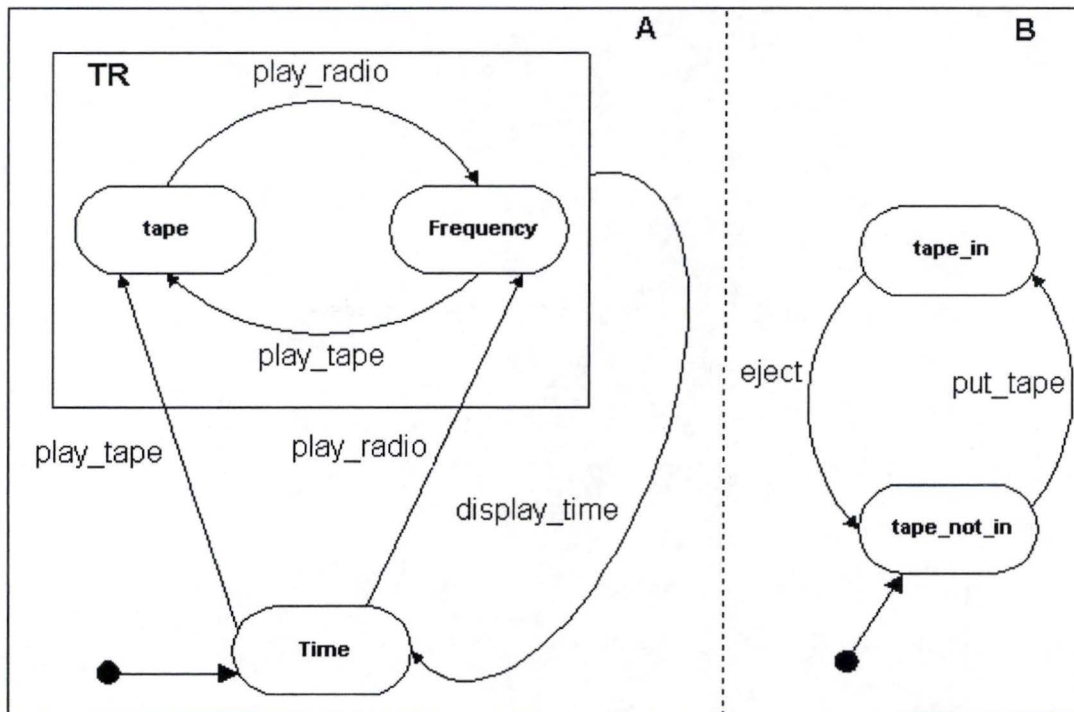 A
B
TR
play_radio
tape
Frequency
tape_in
play_tape
eject
put_tape
play_tape
play_radio
display_time
tape_not_in
Time